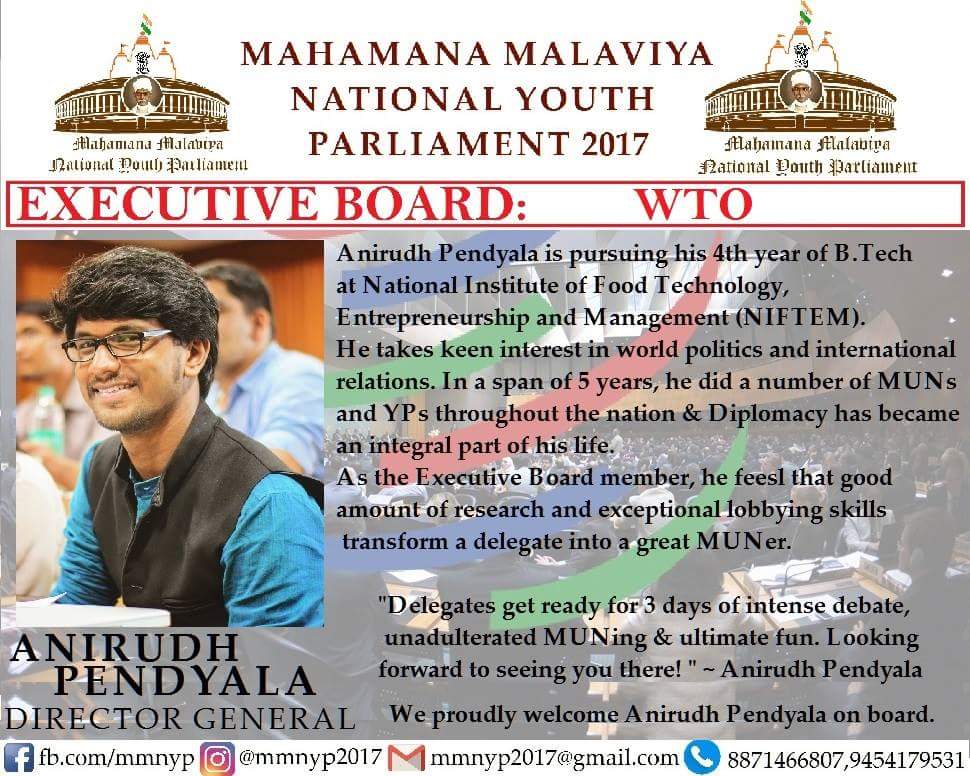 MAHAMANA MALAVIYA
NATIONAL YOUTH
PARLIAMENT 2017
Mahamana Malaviya
National Youth Parliament
Mahamana Malaviya
National Youth Parliament
EXECUTIVE BOARD: WTO
Anirudh Pendyala is pursuing his 4th year of B.Tech
at National Institute of Food Technology,
Entrepreneurship and Management (NIFTEM).
He takes keen interest in world politics and international
relations. In a span of 5 years, he did a number of MUNs
and YPs throughout the nation & Diplomacy has became
an integral part of his life.
As the Executive Board member, he feesl that good
amount of research and exceptional lobbying skills
transform a delegate into a great MUNer.
"Delegates get ready for 3 days of intense debate,
unadulterated MUNing & ultimate fun. Looking
forward to seeing you there! " ~ Anirudh Pendyala
We proudly welcome Anirudh Pendyala on board.
ANIRUDH
PENDYALA
DIRECTOR GENERAL
fb.com/mmnyp @mmnyp2017 mmnyp2017@gmail.com 8871466807,9454179531